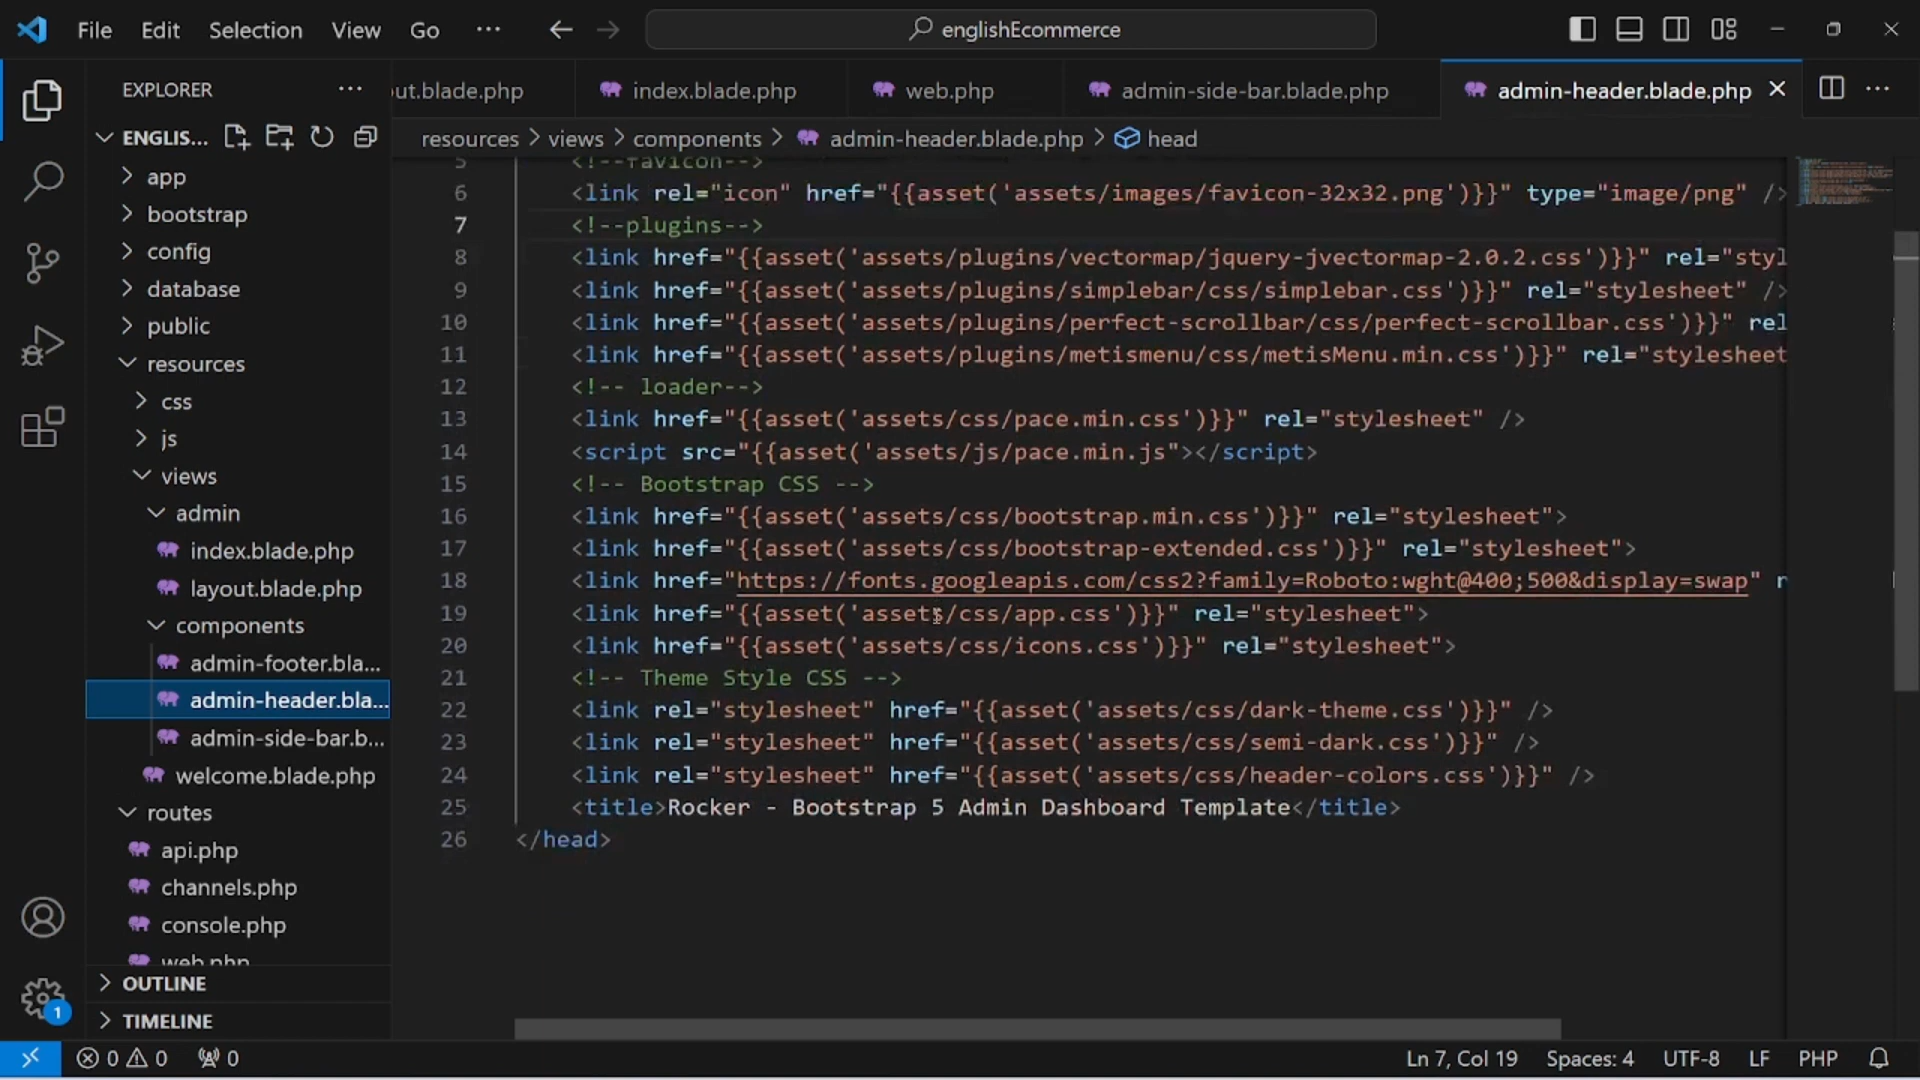 File Edit Selection View Go ··· englishEcommerce
EXPLORER ···
ut.blade.php index.blade.php web.php admin-side-bar.blade.php admin-header.blade.php
resources > views > components > admin-header.blade.php > head
ENGLIS...
app
bootstrap
config
database
public
resources
css
js
views
admin
index.blade.php
layout.blade.php
components
admin-footer.bla...
admin-header.bla...
admin-side-bar.b...
welcome.blade.php
routes
api.php
channels.php
console.php
web.php
OUTLINE
TIMELINE
5 <!--favicon-->
6 <link rel="icon" href="{{asset('assets/images/favicon-32x32.png')}}" type="image/png" />
7 <!--plugins-->
8 <link href="{{asset('assets/plugins/vectormap/jquery-jvectormap-2.0.2.css')}}" rel="styl
9 <link href="{{asset('assets/plugins/simplebar/css/simplebar.css')}}" rel="stylesheet" />
10 <link href="{{asset('assets/plugins/perfect-scrollbar/css/perfect-scrollbar.css')}}" rel
11 <link href="{{asset('assets/plugins/metismenu/css/metisMenu.min.css')}}" rel="stylesheet
12 <!-- loader-->
13 <link href="{{asset('assets/css/pace.min.css')}}" rel="stylesheet" />
14 <script src="{{asset('assets/js/pace.min.js"></script>
15 <!-- Bootstrap CSS -->
16 <link href="{{asset('assets/css/bootstrap.min.css')}}" rel="stylesheet">
17 <link href="{{asset('assets/css/bootstrap-extended.css')}}" rel="stylesheet">
18 <link href="https://fonts.googleapis.com/css2?family=Roboto:wght@400;500&display=swap" r
19 <link href="{{asset('assets/css/app.css')}}" rel="stylesheet">
20 <link href="{{asset('assets/css/icons.css')}}" rel="stylesheet">
21 <!-- Theme Style CSS -->
22 <link rel="stylesheet" href="{{asset('assets/css/dark-theme.css')}}" />
23 <link rel="stylesheet" href="{{asset('assets/css/semi-dark.css')}}" />
24 <link rel="stylesheet" href="{{asset('assets/css/header-colors.css')}}" />
25 <title>Rocker - Bootstrap 5 Admin Dashboard Template</title>
26 </head>
1
0 0 0 Ln 7, Col 19 Spaces: 4 UTF-8 LF PHP